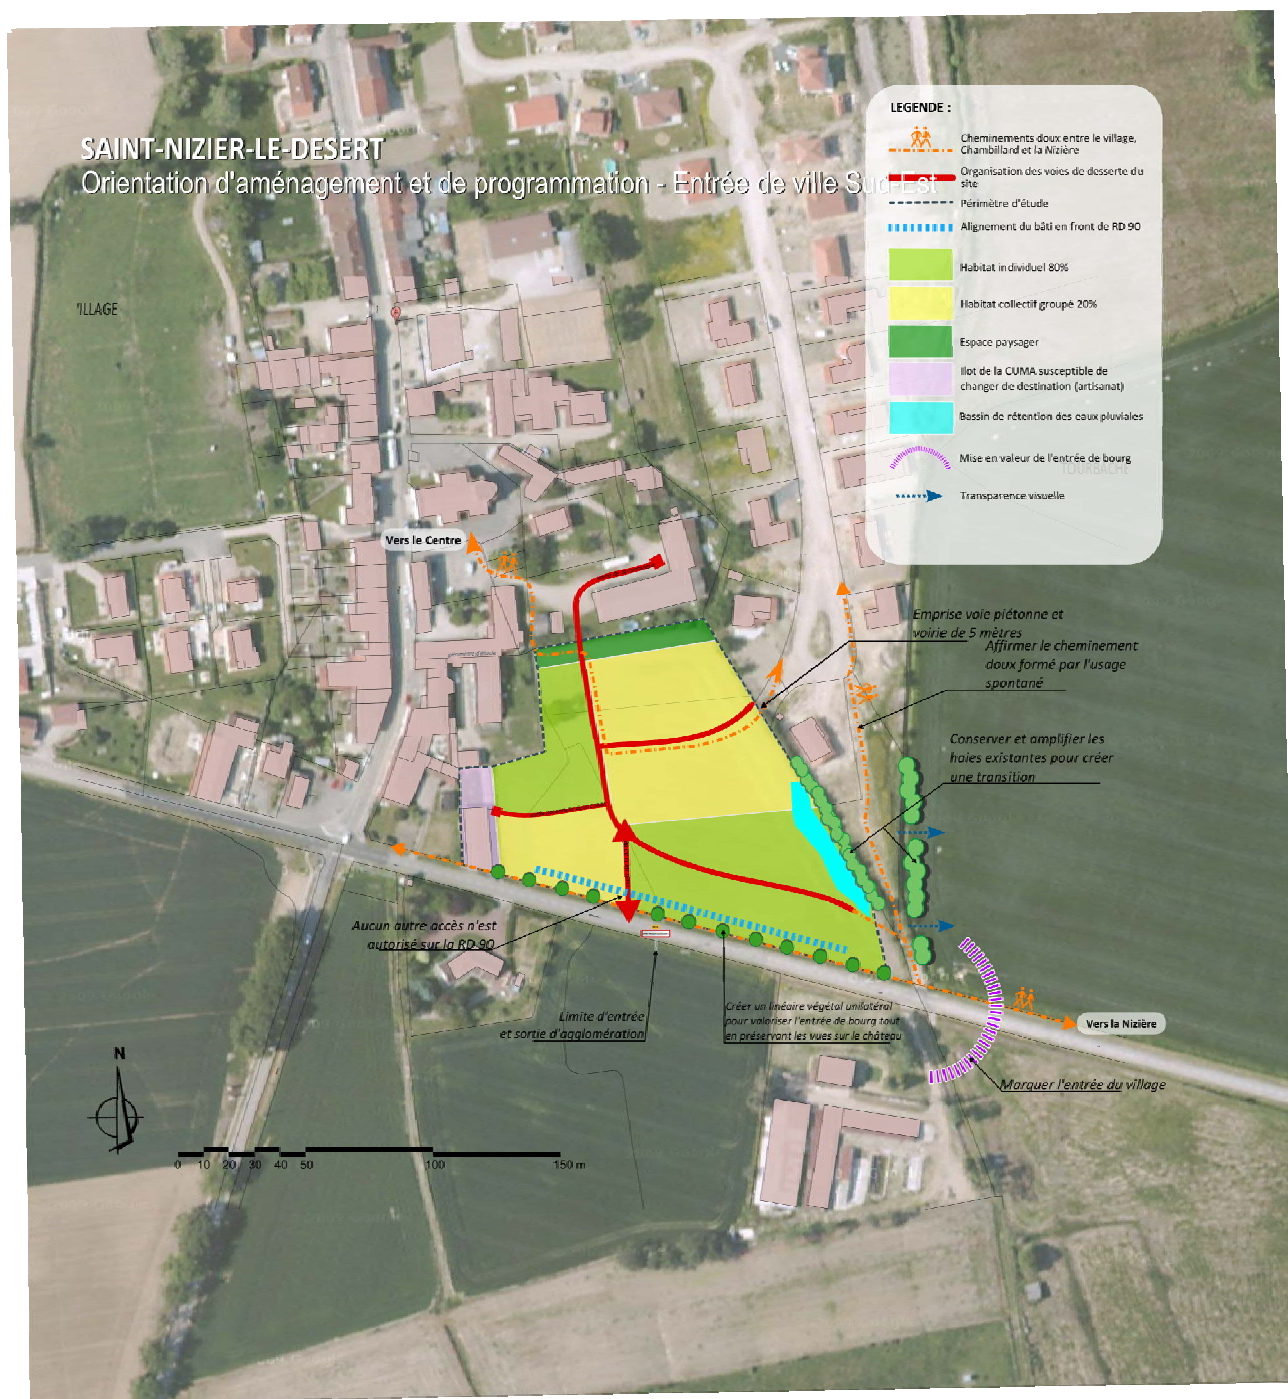 SAINT-NIZIER-LE-DESERT
Orientation d'aménagement et de programmation - Entrée de ville Sud-Est
LEGENDE :
Cheminements doux entre le village,
Chambillard et la Nizière
Organisation des voies de desserte du
site
Périmètre d'étude
Alignement du bâti en front de RD 90
Habitat individuel 80%
Habitat collectif groupé 20%
Espace paysager
Ilot de la CUMA susceptible de
changer de destination (artisanat)
Bassin de rétention des eaux pluviales
Mise en valeur de l'entrée de bourg
TOURBACHE
Transparence visuelle
'ILLAGE
Vers le Centre
périmètre d'étude
Emprise voie piétonne et
voirie de 5 mètres
Affirmer le cheminement
doux formé par l'usage
spontané
Conserver et amplifier les
haies existantes pour créer
une transition
Aucun autre accès n'est
autorisé sur la RD 90
Limite d'entrée
et sortie d'agglomération
Créer un linéaire végétal unilatéral
pour valoriser l'entrée de bourg tout
en préservant les vues sur le château
Vers la Nizière
Marquer l'entrée du village
N
0 10 20 30 40 50 100 150 m